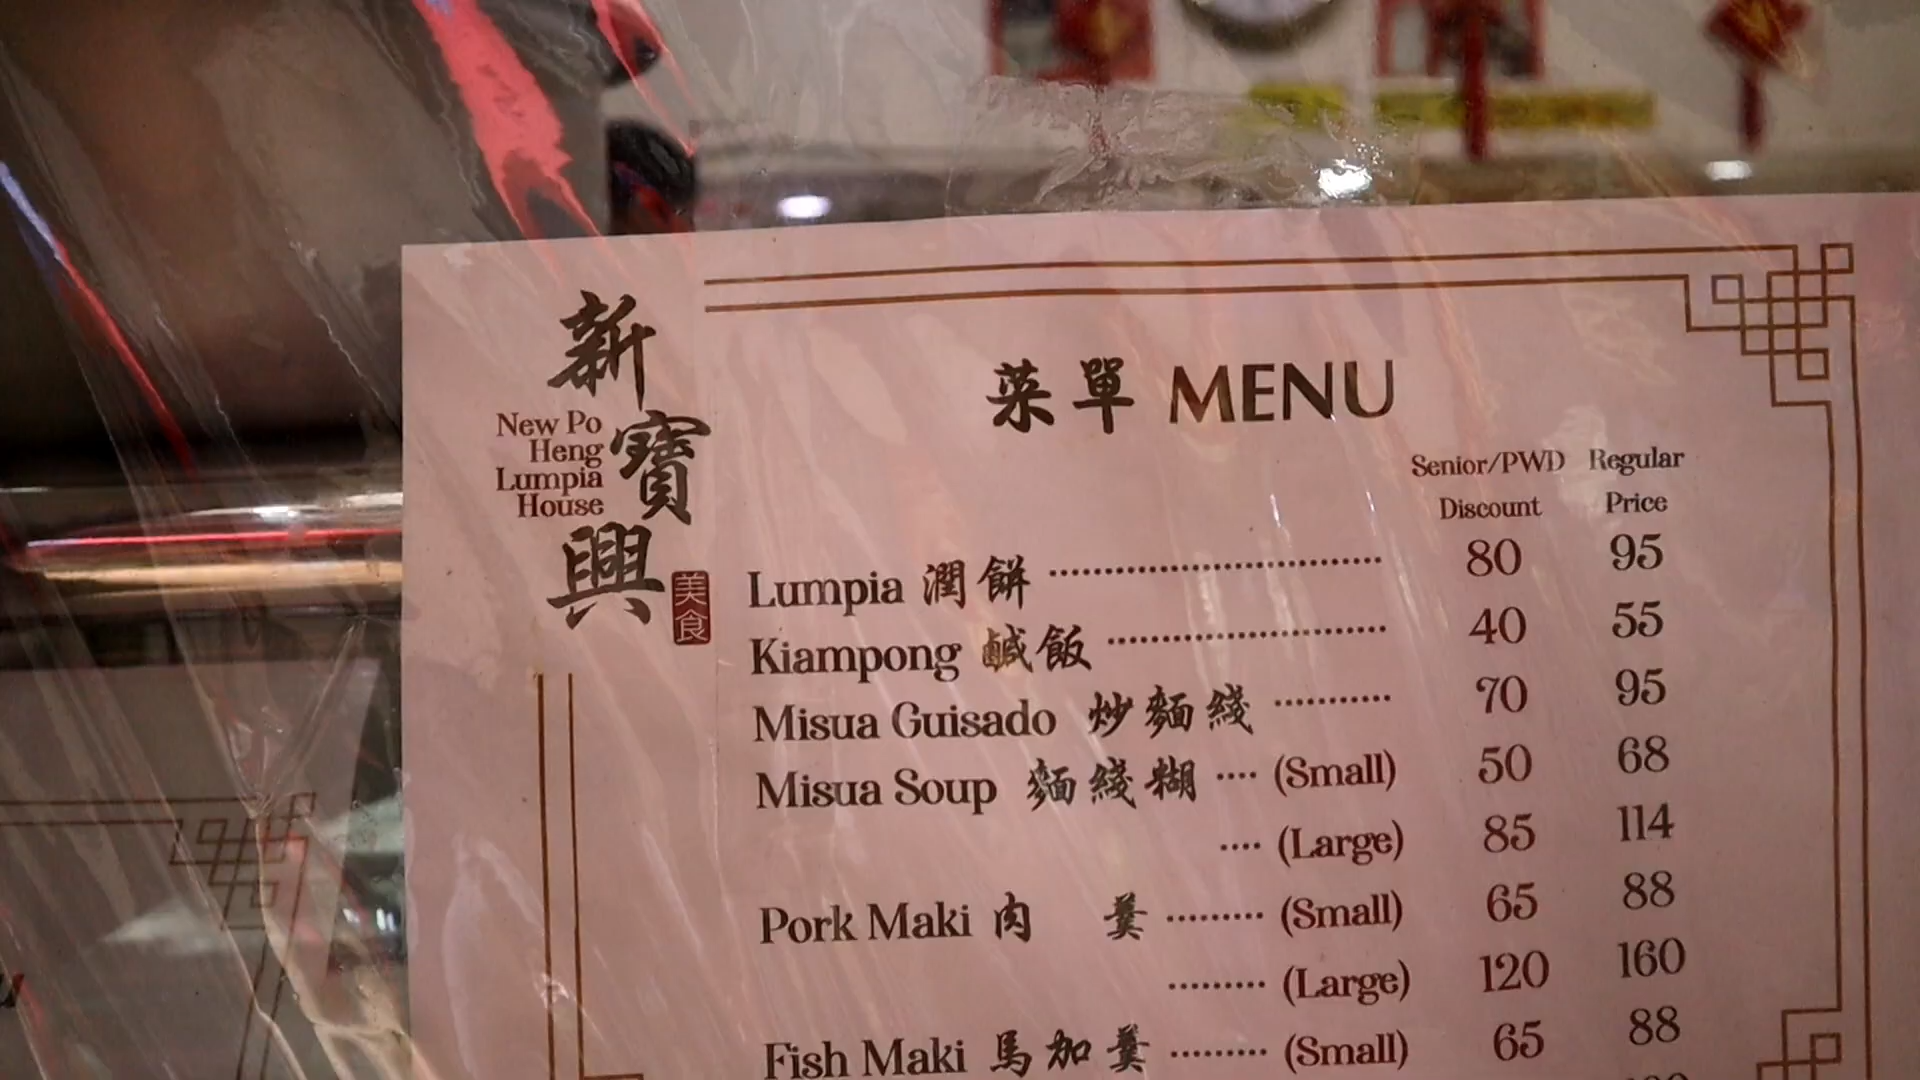 新寶興
New Po
Heng
Lumpia
House
美食
菜單 MENU
Senior/PWD Discount Regular Price
Lumpia 潤餅 80 95
Kiampong 鹹飯 40 55
Misua Guisado 炒麵綫 70 95
Misua Soup 麵綫糊 (Small) 50 68
(Large) 85 114
Pork Maki 肉羹 (Small) 65 88
(Large) 120 160
Fish Maki 馬加羹 (Small) 65 88